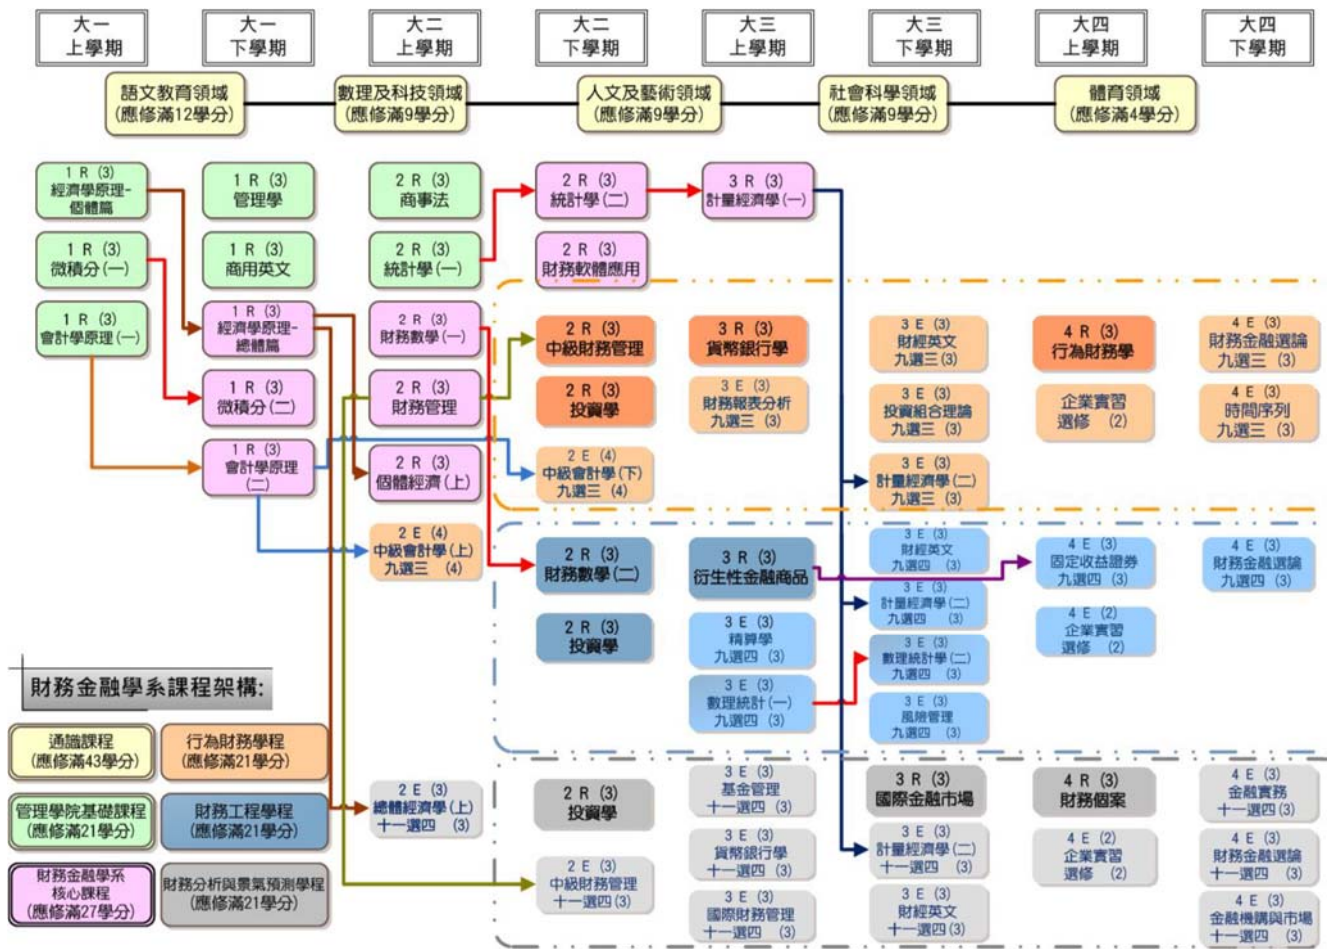 大一
上學期
大一
下學期
大二
上學期
大二
下學期
大三
上學期
大三
下學期
大四
上學期
大四
下學期
語文教育領域
(應修滿12學分)
數理及科技領域
(應修滿9學分)
人文及藝術領域
(應修滿9學分)
社會科學領域
(應修滿9學分)
體育領域
(應修滿4學分)
1 R (3)
經濟學原理-
個體篇
1 R (3)
管理學
2 R (3)
商事法
2 R (3)
統計學(二)
3 R (3)
計量經濟學(一)
1 R (3)
微積分(一)
1 R (3)
商用英文
2 R (3)
統計學(一)
2 R (3)
財務軟體應用
1 R (3)
會計學原理(一)
1 R (3)
經濟學原理-
總體篇
2 R (3)
財務數學(一)
2 R (3)
中級財務管理
3 R (3)
貨幣銀行學
3 E (3)
財經英文
九選三 (3)
4 R (3)
行為財務學
4 E (3)
財務金融選論
九選三 (3)
1 R (3)
微積分(二)
2 R (3)
財務管理
2 R (3)
投資學
3 E (3)
財務報表分析
九選三 (3)
3 E (3)
投資組合理論
九選三 (3)
企業實習
選修 (2)
4 E (3)
時間序列
九選三 (3)
1 R (3)
會計學原理
(二)
2 R (3)
個體經濟(上)
2 E (4)
中級會計學(下)
九選三 (4)
3 E (3)
計量經濟學(二)
九選三 (3)
2 E (4)
中級會計學(上)
九選三 (4)
2 R (3)
財務數學(二)
3 R (3)
衍生性金融商品
3 E (3)
財經英文
九選四 (3)
4 E (3)
固定收益證券
九選四 (3)
4 E (3)
財務金融選論
九選四 (3)
3 E (3)
計量經濟學(二)
九選四 (3)
2 R (3)
投資學
3 E (3)
精算學
九選四 (3)
4 E (2)
企業實習
選修 (2)
3 E (3)
數理統計學(二)
九選四 (3)
3 E (3)
數理統計(一)
九選四 (3)
3 E (3)
風險管理
九選四 (3)
財務金融學系課程架構:
通識課程
(應修滿43學分)
行為財務學程
(應修滿21學分)
管理學院基礎課程
(應修滿21學分)
財務工程學程
(應修滿21學分)
財務金融學系
核心課程
(應修滿27學分)
財務分析與景氣預測學程
(應修滿21學分)
2 E (3)
總體經濟學(上)
十一選四 (3)
2 R (3)
投資學
3 E (3)
基金管理
十一選四 (3)
3 R (3)
國際金融市場
4 R (3)
財務個案
4 E (3)
金融實務
十一選四 (3)
3 E (3)
貨幣銀行學
十一選四 (3)
3 E (3)
計量經濟學(二)
十一選四 (3)
4 E (2)
企業實習
選修 (2)
4 E (3)
財務金融選論
十一選四 (3)
2 E (3)
中級財務管理
十一選四 (3)
3 E (3)
國際財務管理
十一選四 (3)
3 E (3)
財經英文
十一選四 (3)
4 E (3)
金融機構與市場
十一選四 (3)